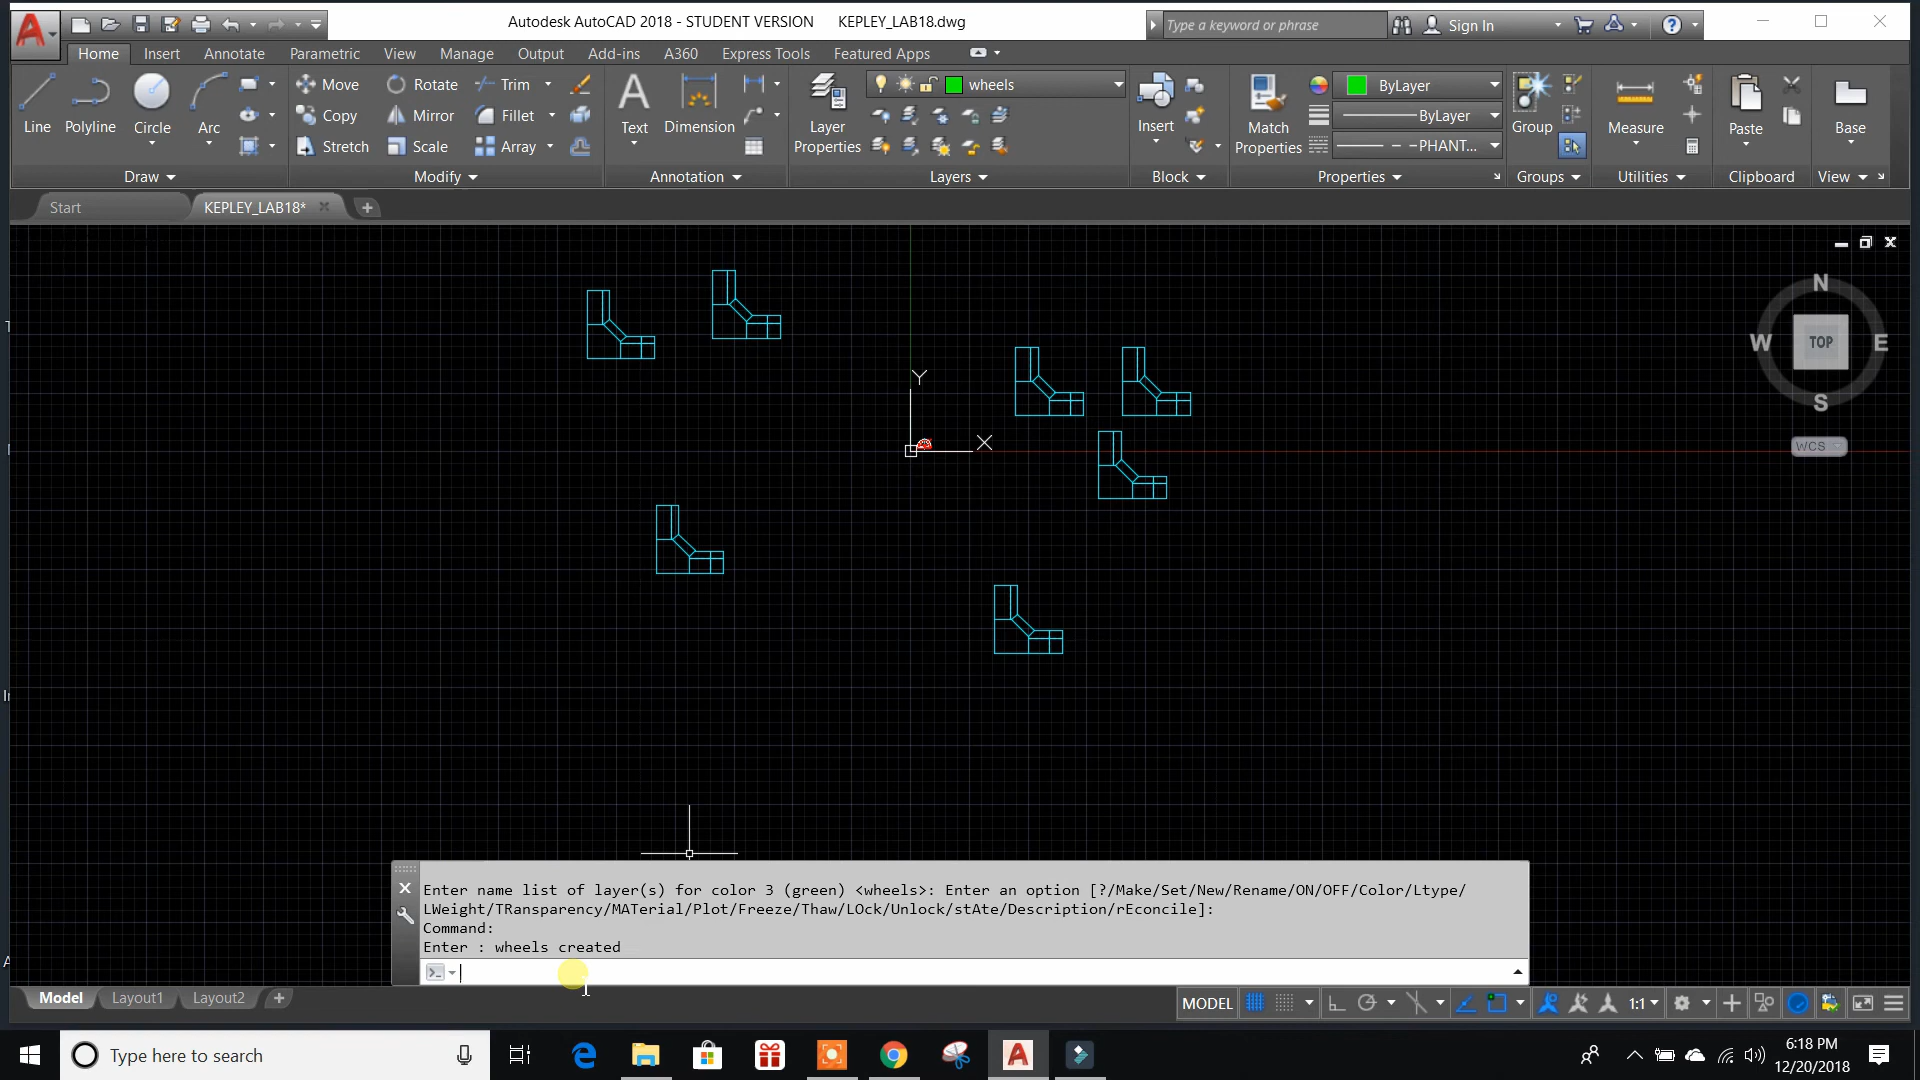 Autodesk AutoCAD 2018 - STUDENT VERSION KEPLEY_LAB18.dwg
Type a keyword or phrase
Sign In
Home Insert Annotate Parametric View Manage Output Add-ins A360 Express Tools Featured Apps
Line Polyline Circle Arc
Move Rotate Trim
Copy Mirror Fillet
Stretch Scale Array
Text Dimension
Layer Properties
wheels
Insert
Match Properties
ByLayer
ByLayer
PHANT...
Group
Measure
Paste
Base
Draw Modify Annotation Layers Block Properties Groups Utilities Clipboard View
Start KEPLEY_LAB18*
N
W TOP E
S
WCS
Y
X
Enter name list of layer(s) for color 3 (green) <wheels>: Enter an option [?/Make/Set/New/Rename/ON/OFF/Color/Ltype/
LWeight/TRansparency/MATerial/Plot/Freeze/Thaw/LOck/Unlock/stAte/Description/rEconcile]:
Command:
Enter : wheels created
Model Layout1 Layout2
MODEL 1:1
Type here to search
6:18 PM
12/20/2018